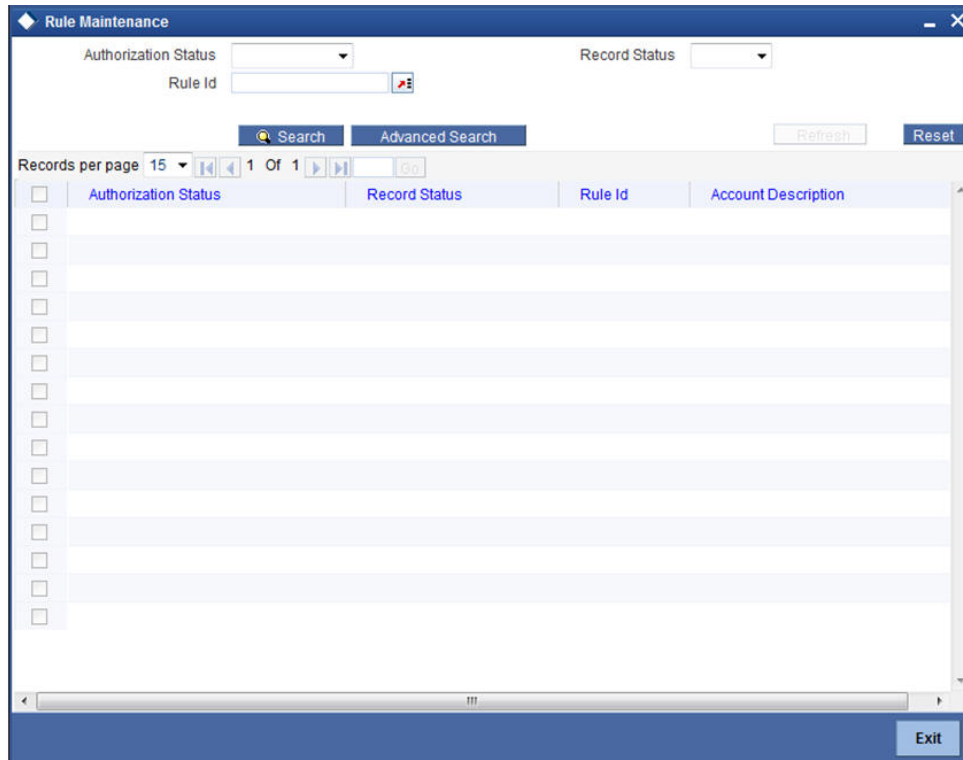 Rule Maintenance
Authorization Status Record Status
Rule Id
Search Advanced Search Refresh Reset
Records per page 15 1 Of 1 Go
Authorization Status Record Status Rule Id Account Description
Exit